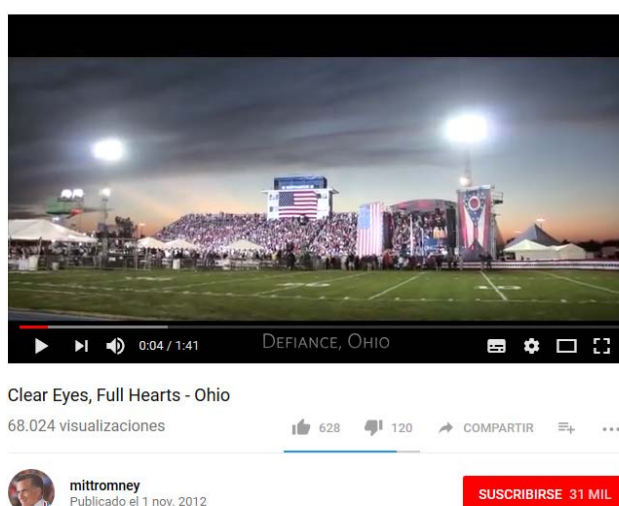 0:04 / 1:41
DEFIANCE, OHIO
Clear Eyes, Full Hearts - Ohio
68.024 visualizaciones
628
120
COMPARTIR
mittromney
Publicado el 1 nov. 2012
SUSCRIBIRSE 31 MIL